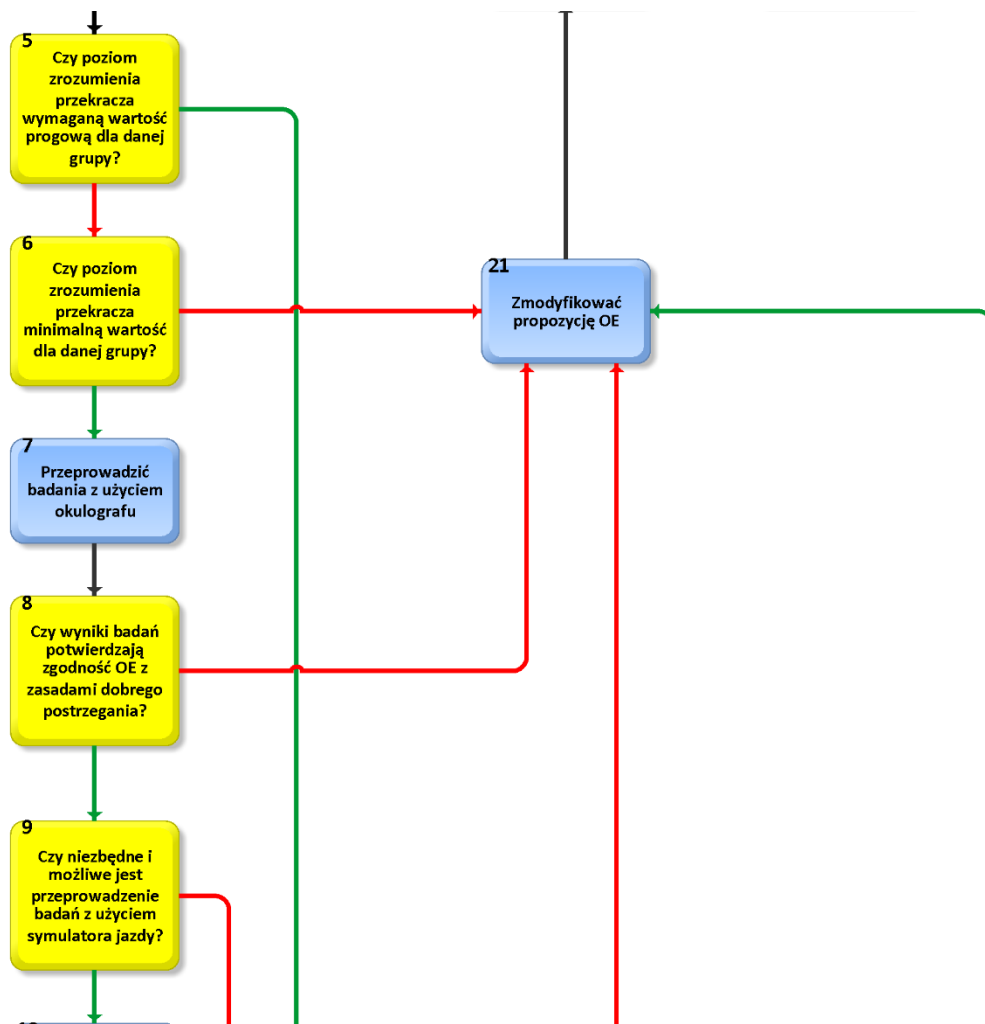 5
Czy poziom
zrozumienia
przekracza
wymaganą wartość
progową dla danej
grupy?
6
Czy poziom
zrozumienia
przekracza
minimalną wartość
dla danej grupy?
21
Zmodyfikować
propozycję OE
7
Przeprowadzić
badania z użyciem
okulografu
8
Czy wyniki badań
potwierdzają
zgodność OE z
zasadami dobrego
postrzegania?
9
Czy niezbędne i
możliwe jest
przeprowadzenie
badań z użyciem
symulatora jazdy?